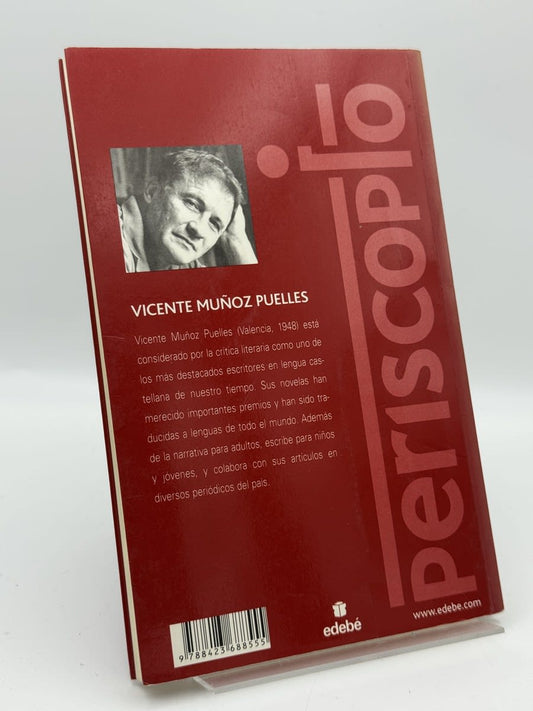 VICENTE MUÑOZ PUELLES
Vicente Muñoz Puelles (Valencia, 1948) está
considerado por la crítica literaria como uno de
los más destacados escritores en lengua cas-
tellana de nuestro tiempo. Sus novelas han
merecido importantes premios y han sido tra-
ducidas a lenguas de todo el mundo. Además
de la narrativa para adultos, escribe para niños
y jóvenes, y colabora con sus artículos en
diversos periódicos del país.
periscopio
9 788423 688555
edebé
www.edebe.com